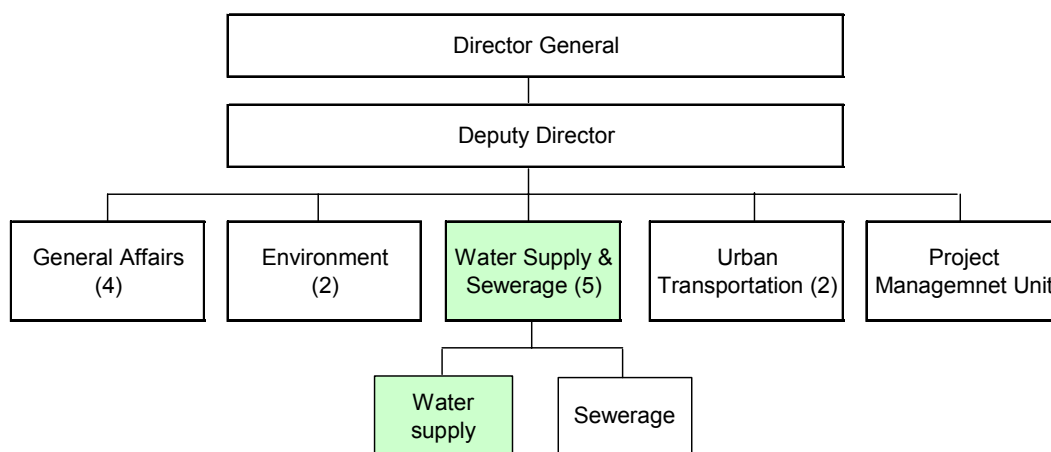 Director General
Deputy Director
General Affairs
(4)
Environment
(2)
Water Supply &
Sewerage (5)
Urban
Transportation (2)
Project
Managemnet Unit
Water
supply
Sewerage